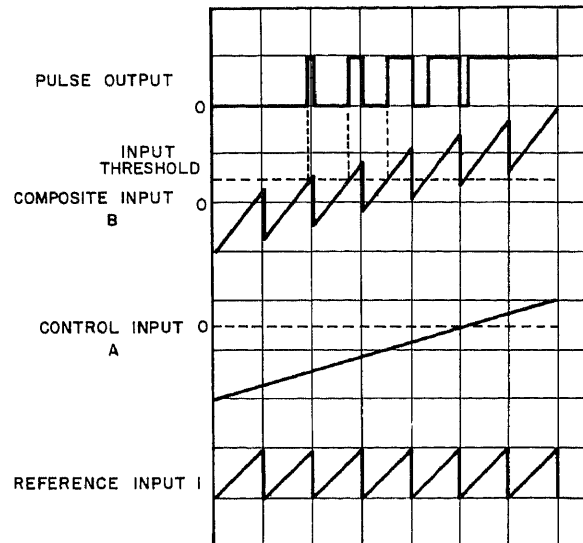 PULSE OUTPUT
0
INPUT
THRESHOLD
COMPOSITE INPUT 0
B
CONTROL INPUT 0
A
REFERENCE INPUT I